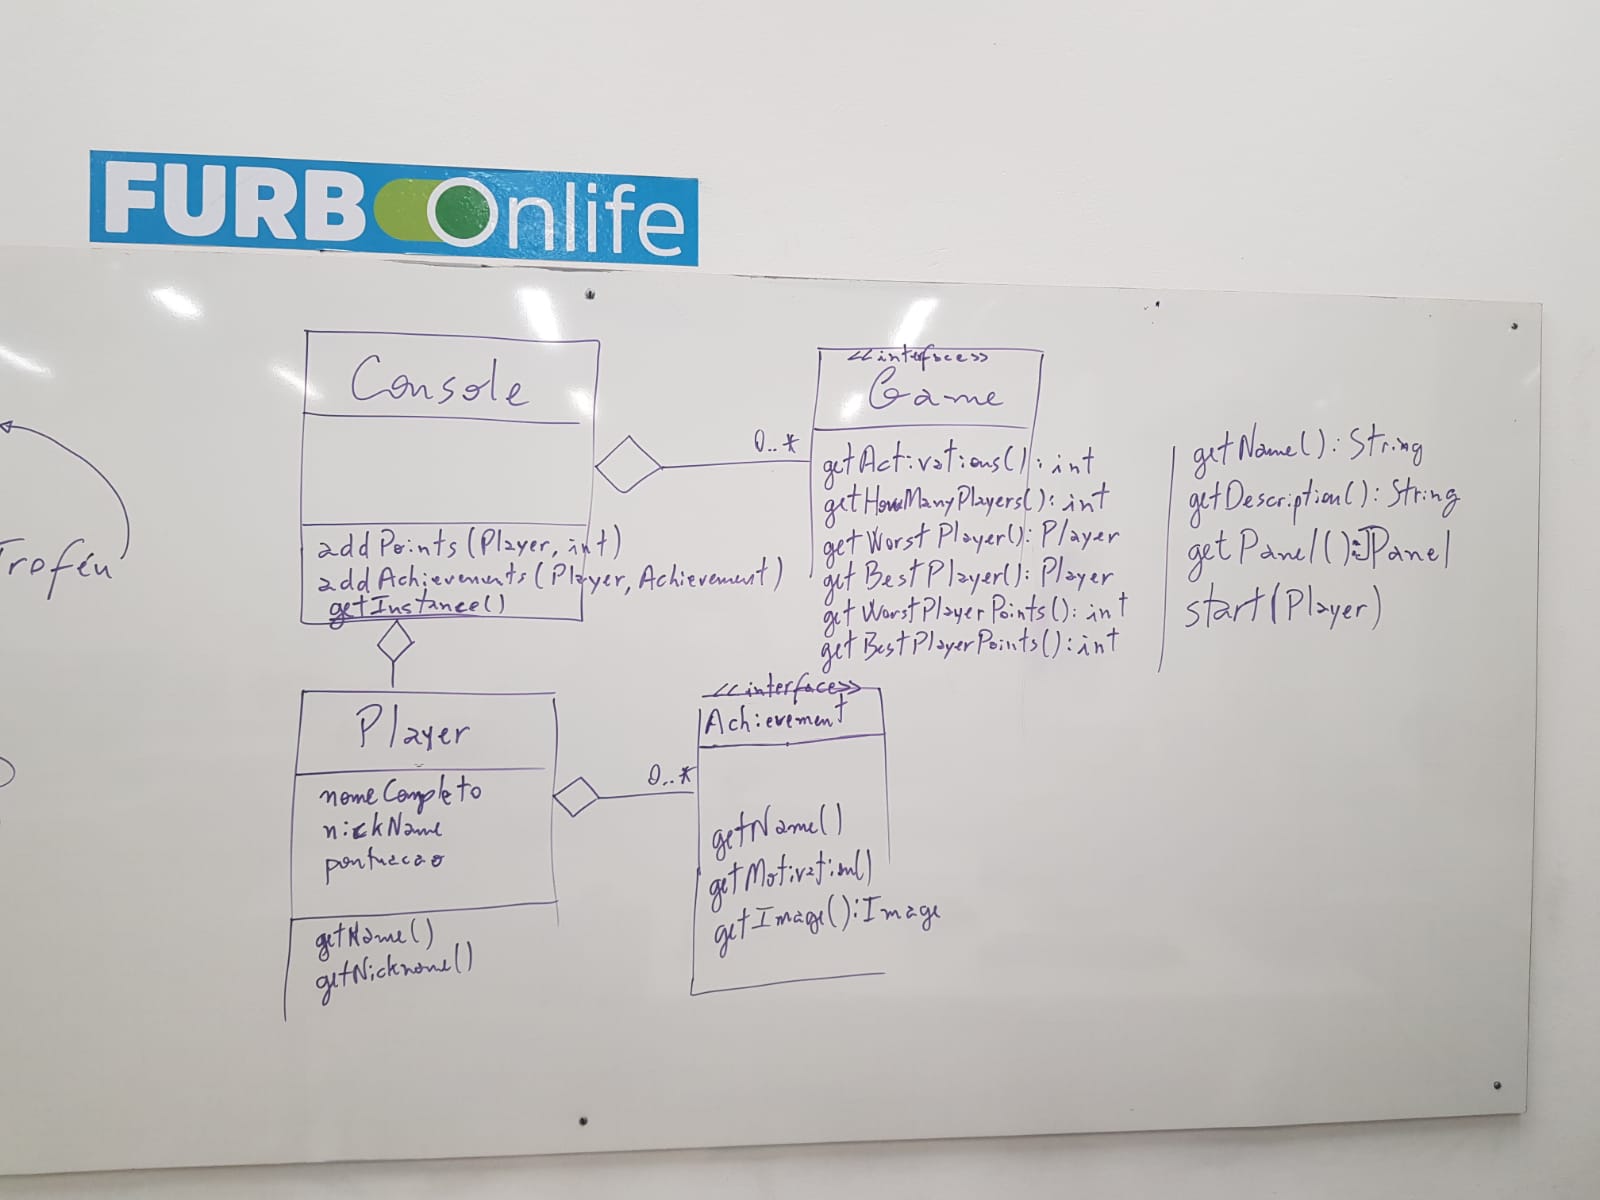 FURB Onlife
Console
addPoints(Player, int)
addAchievements(Player, Achievement)
getInstance()
<<interface>>
Game
0..*
getActivations(): int
getHowManyPlayers(): int
getWorstPlayer(): Player
getBestPlayer(): Player
getWorstPlayerPoints(): int
getBestPlayerPoints(): int
getName(): String
getDescription(): String
getPanel(): JPanel
start(Player)
Troféu
Player
nomeCompleto
nickName
pontuacao
getName()
getNickname()
0..*
<<interface>>
Achievement
getName()
getMotivation()
getImage(): Image